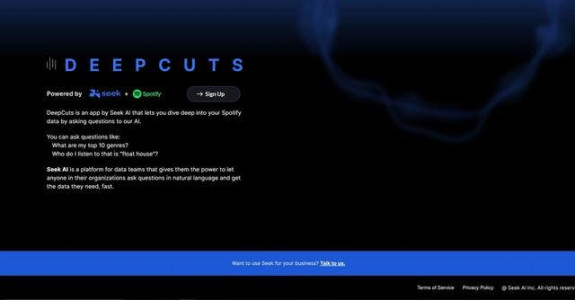 DEEPCUTS
Powered by seek + Spotify → Sign Up
DeepCuts is an app by Seek AI that lets you dive deep into your Spotify
data by asking questions to our AI.
You can ask questions like:
What are my top 10 genres?
Who do I listen to that is "float house"?
Seek AI is a platform for data teams that gives them the power to let
anyone in their organizations ask questions in natural language and get
the data they need, fast.
Want to use Seek for your business? Talk to us.
Terms of Service Privacy Policy @ Seek AI Inc. All rights reserv